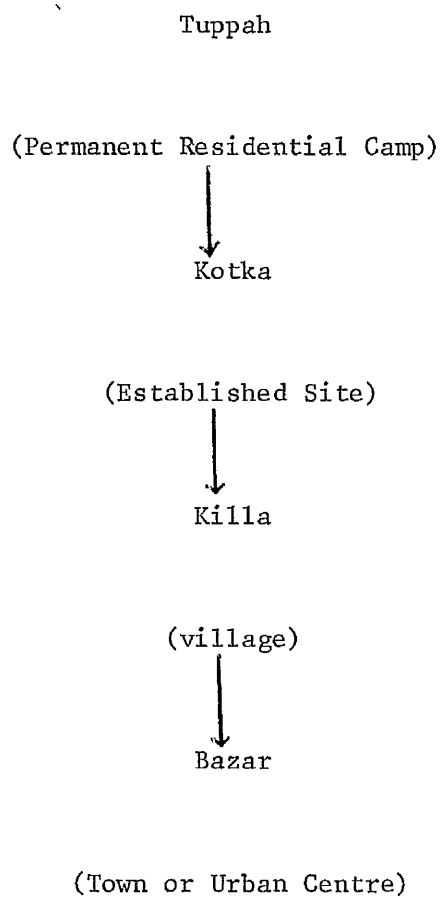 Tuppah
(Permanent Residential Camp)
Kotka
(Established Site)
Killa
(village)
Bazar
(Town or Urban Centre)